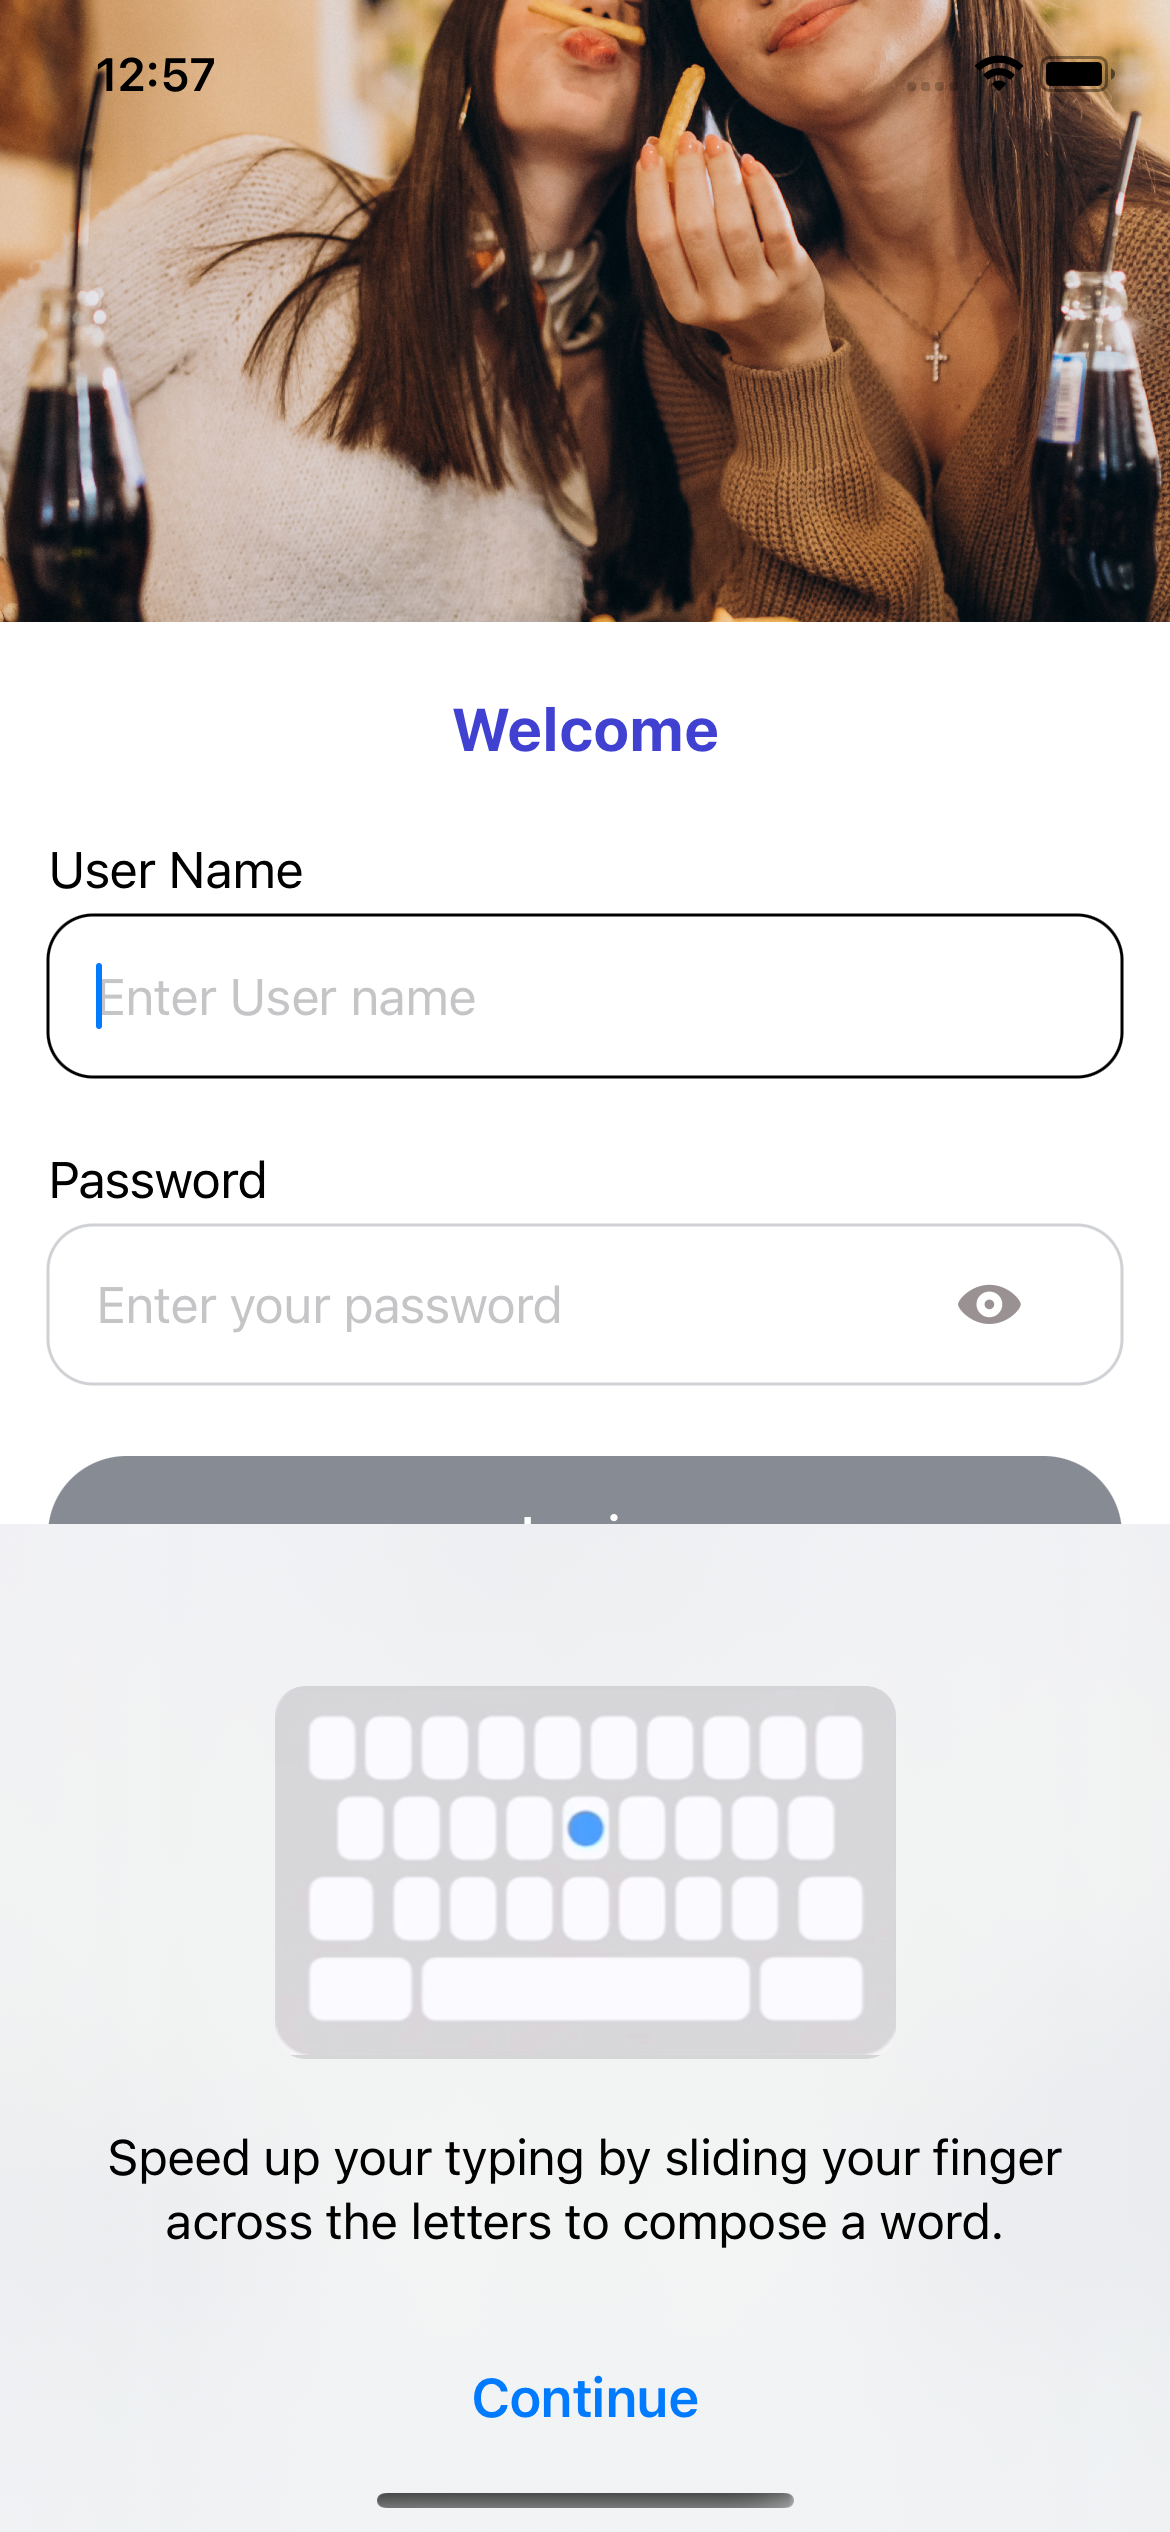 12:57
Welcome
User Name
Enter User name
Password
Enter your password
Speed up your typing by sliding your finger
across the letters to compose a word.
Continue